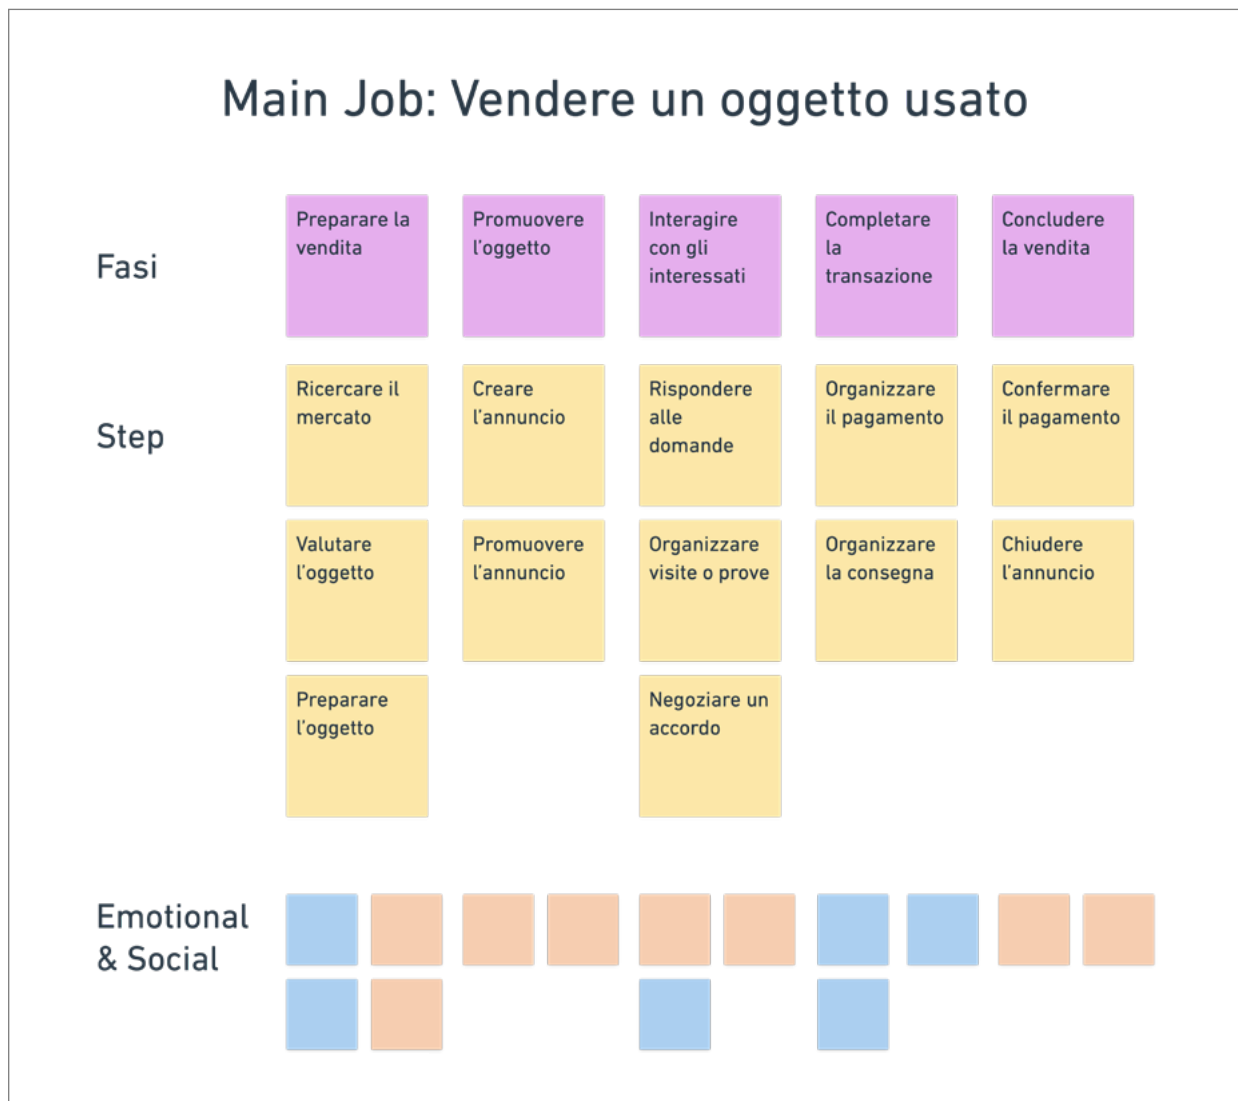 Main Job: Vendere un oggetto usato
Fasi
Preparare la
vendita
Promuovere
l'oggetto
Interagire
con gli
interessati
Completare
la
transazione
Concludere
la vendita
Step
Ricercare il
mercato
Creare
l'annuncio
Rispondere
alle
domande
Organizzare
il pagamento
Confermare
il pagamento
Valutare
l'oggetto
Promuovere
l'annuncio
Organizzare
visite o prove
Organizzare
la consegna
Chiudere
l'annuncio
Preparare
l'oggetto
Negoziare un
accordo
Emotional
& Social